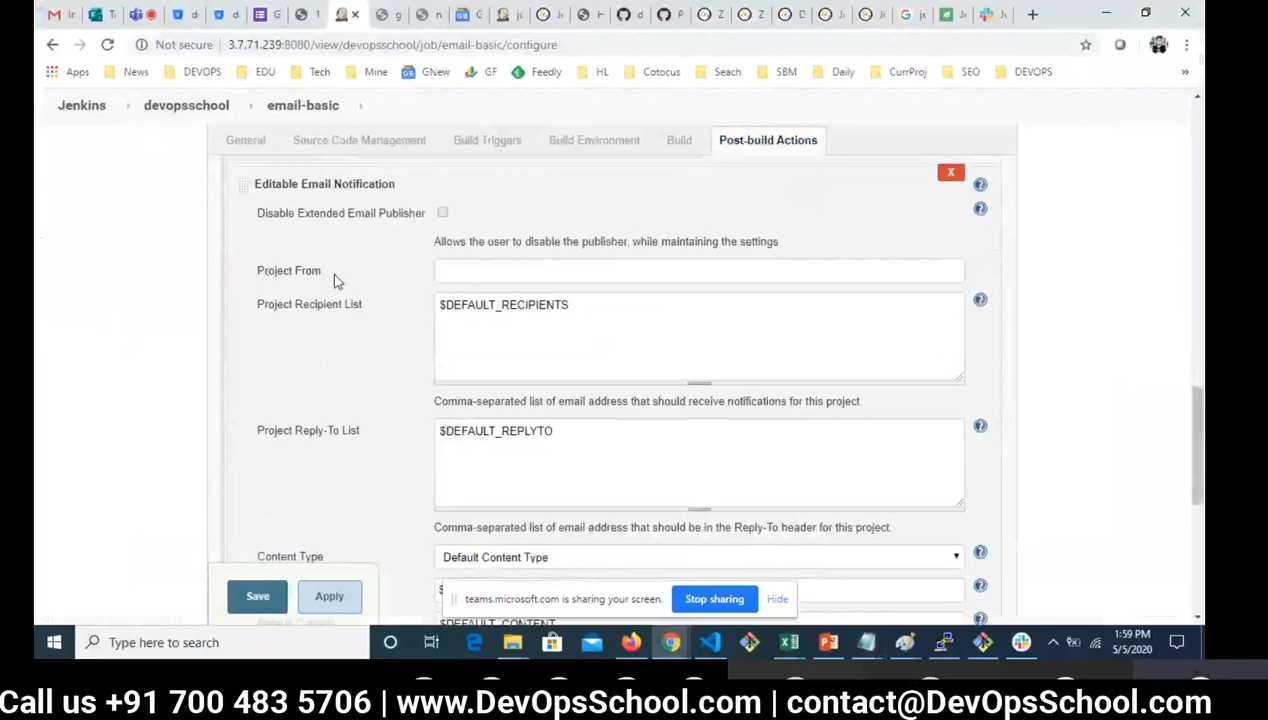 Not secure 3.7.71.239:8080/view/devopsschool/job/email-basic/configure
Apps News DEVOPS EDU Tech Mine GNew GF Feedly HL Cotocus Seach SBM Daily CurrProj SEO DEVOPS »
Jenkins devopsschool email-basic
General Source Code Management Build Triggers Build Environment Build Post-build Actions
Editable Email Notification X
Disable Extended Email Publisher
Allows the user to disable the publisher, while maintaining the settings
Project From
Project Recipient List $DEFAULT_RECIPIENTS
Comma-separated list of email address that should receive notifications for this project.
Project Reply-To List $DEFAULT_REPLYTO
Comma-separated list of email address that should be in the Reply-To header for this project.
Content Type Default Content Type
Save Apply
teams.microsoft.com is sharing your screen. Stop sharing Hide
$DEFAULT_CONTENT
Type here to search
1:59 PM
5/5/2020
Call us +91 700 483 5706 | www.DevOpsSchool.com | contact@DevOpsSchool.com